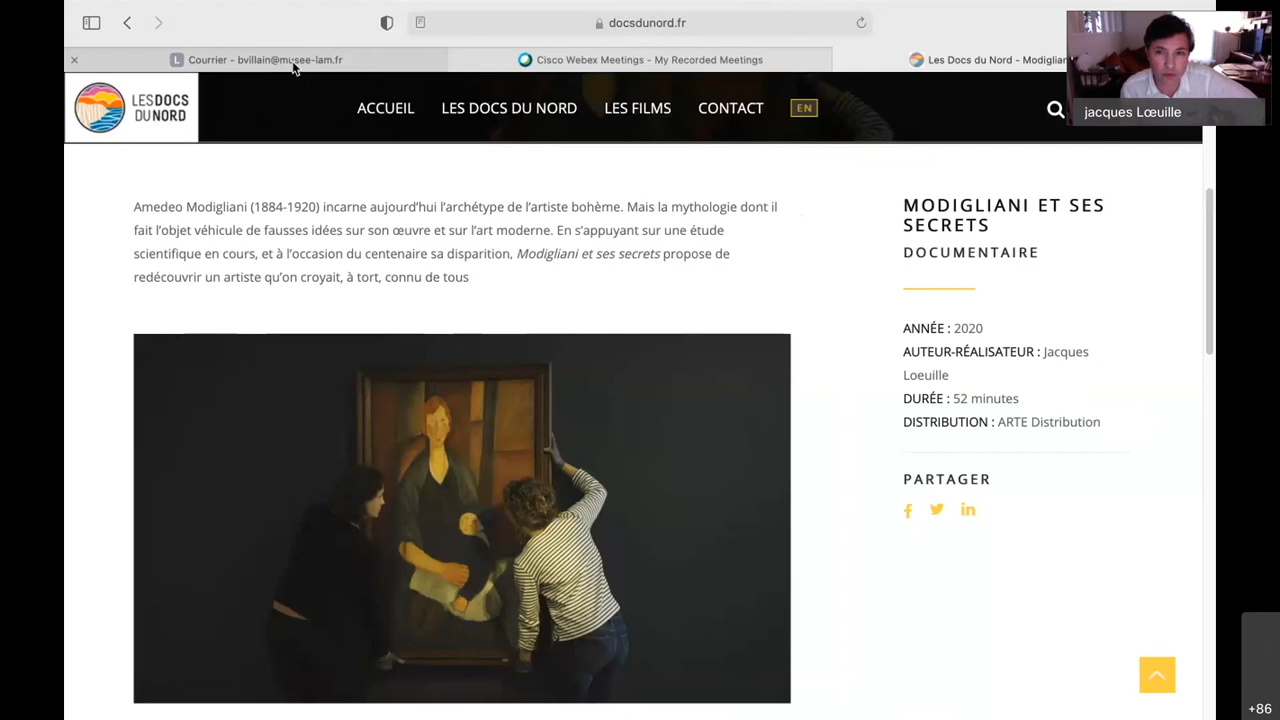 docsdunord.fr
Courrier - bvillain@musee-lam.fr
Cisco Webex Meetings - My Recorded Meetings
Les Docs du Nord - Modiglian
jacques Lœuille
LESDOCS
DUNORD
ACCUEIL
LES DOCS DU NORD
LES FILMS
CONTACT
EN
Amedeo Modigliani (1884-1920) incarne aujourd'hui l'archétype de l'artiste bohème. Mais la mythologie dont il
fait l'objet véhicule de fausses idées sur son œuvre et sur l'art moderne. En s'appuyant sur une étude
scientifique en cours, et à l'occasion du centenaire sa disparition, Modigliani et ses secrets propose de
redécouvrir un artiste qu'on croyait, à tort, connu de tous
MODIGLIANI ET SES
SECRETS
DOCUMENTAIRE
ANNÉE : 2020
AUTEUR-RÉALISATEUR : Jacques
Loeuille
DURÉE : 52 minutes
DISTRIBUTION : ARTE Distribution
PARTAGER
+86